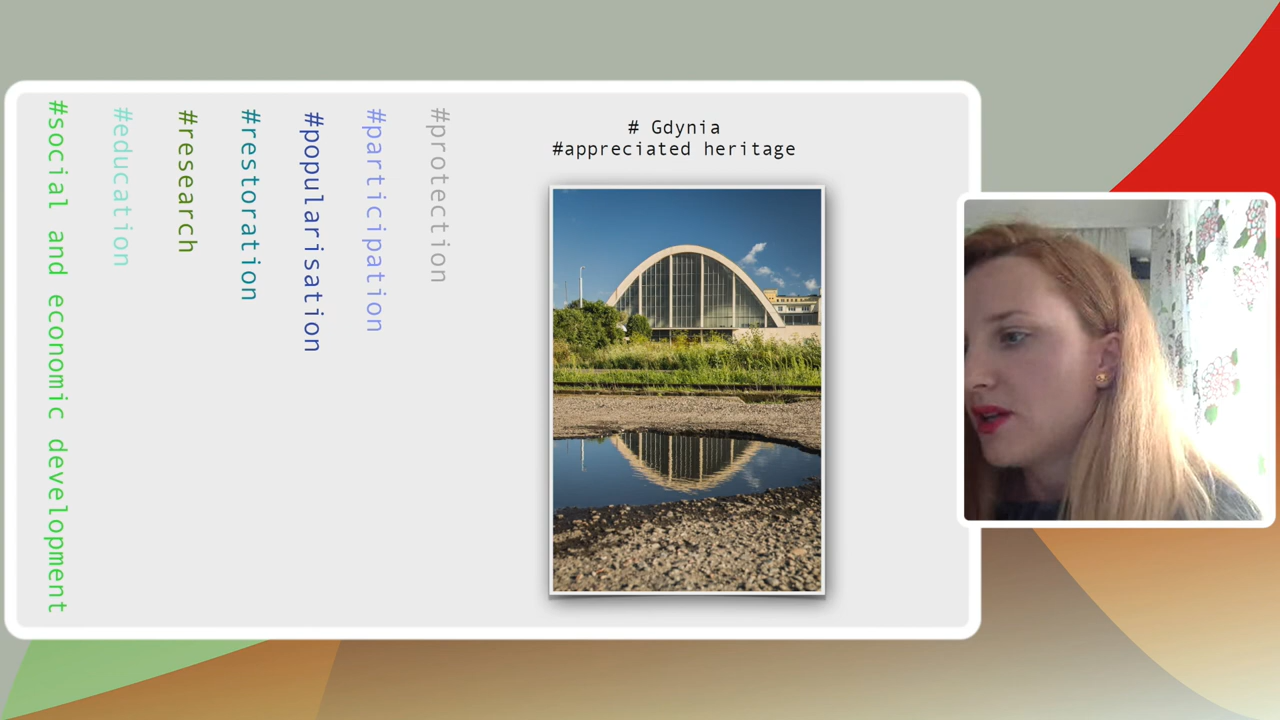 #social and economic development
#education
#research
#restoration
#popularisation
#participation
#protection
# Gdynia
#appreciated heritage